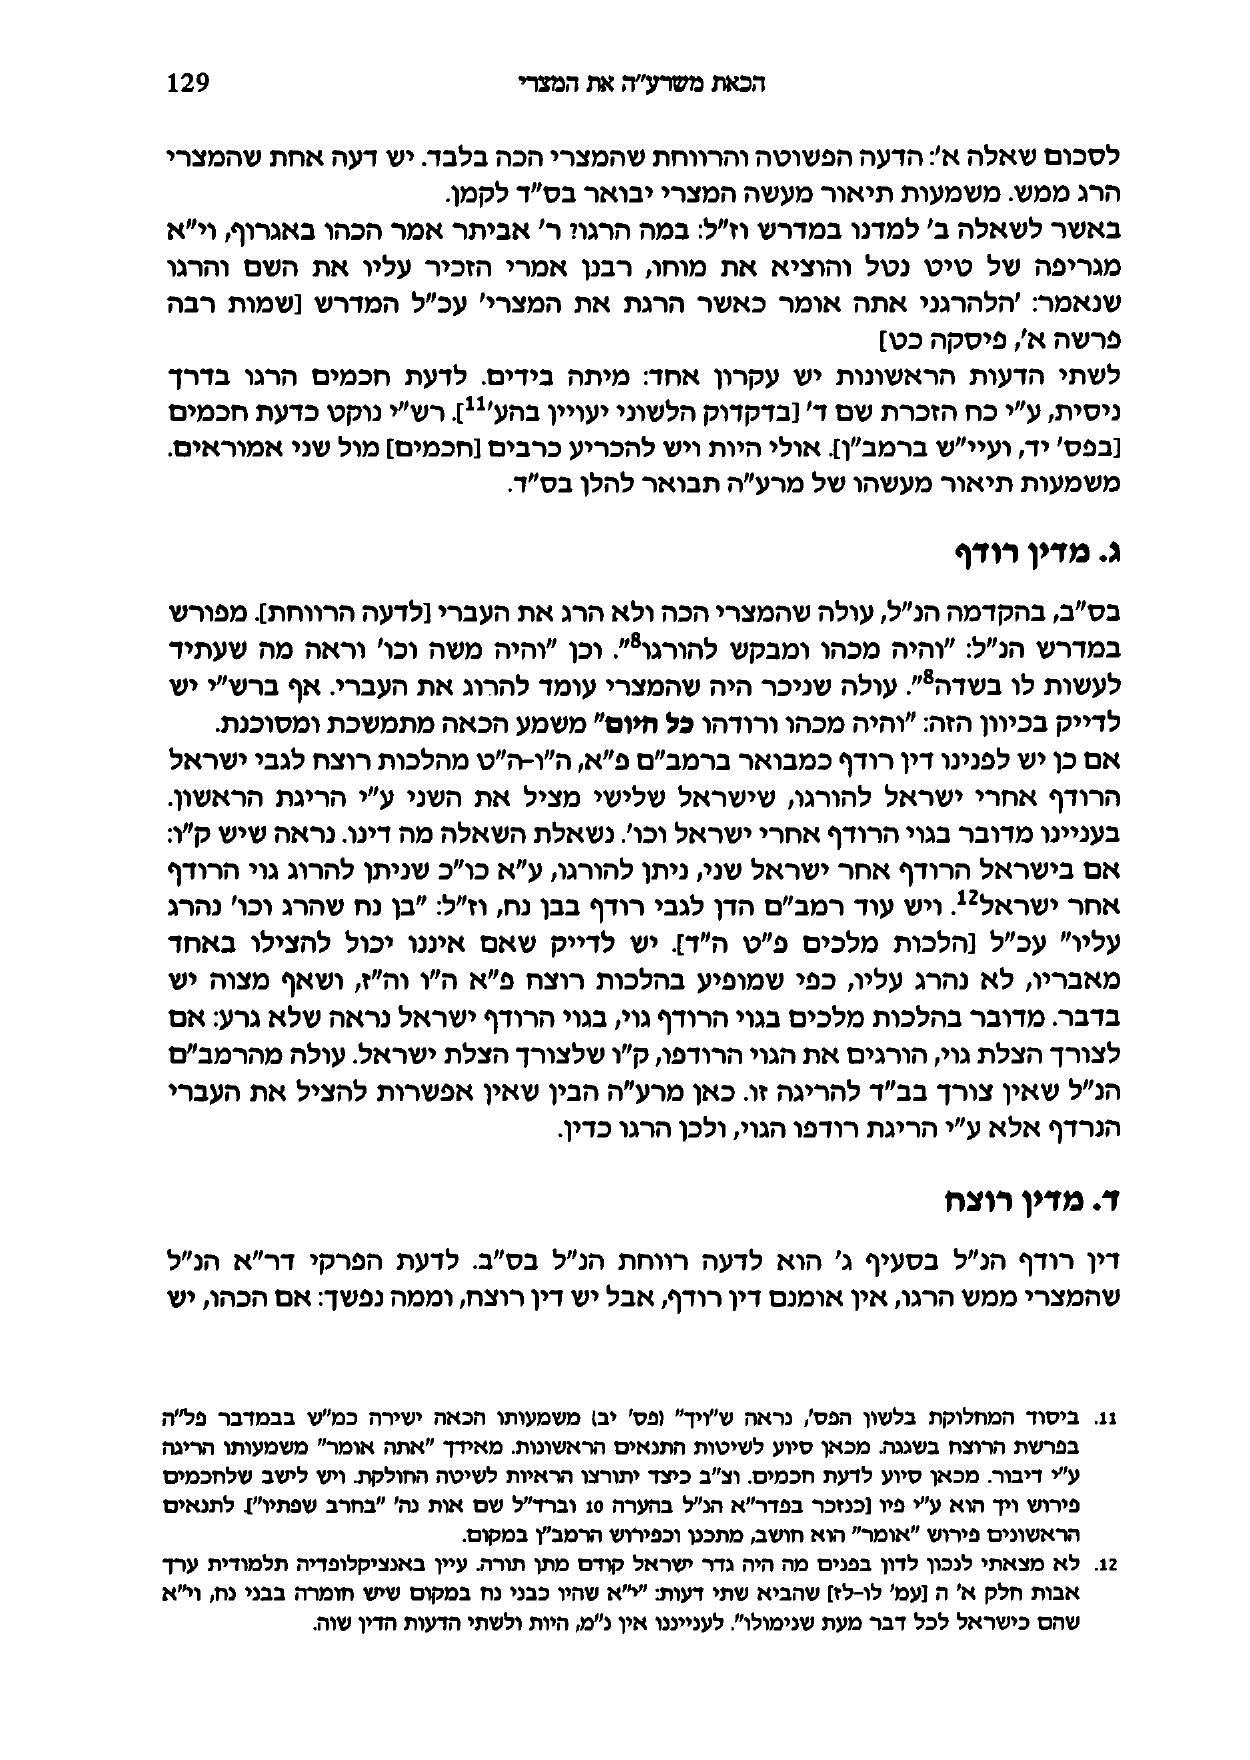 הכאת משרע"ה את המצרי 129
לסכום שאלה א': הדעה הפשוטה והרווחת שהמצרי הכה בלבד. יש דעה אחת שהמצרי
הרג ממש. משמעות תיאור מעשה המצרי יבואר בס"ד לקמן.
באשר לשאלה ב' למדנו במדרש וז"ל: במה הרגו? ר' אביתר אמר הכהו באגרוף, וי"א
מגריפה של טיט נטל והוציא את מוחו, רבנן אמרי הזכיר עליו את השם והרגו
שנאמר: 'הלהרגני אתה אומר כאשר הרגת את המצרי' עכ"ל המדרש [שמות רבה
פרשה א', פיסקה כט]
לשתי הדעות הראשונות יש עקרון אחד: מיתה בידים. לדעת חכמים הרגו בדרך
ניסית, ע"י כח הזכרת שם ד' [בדקדוק הלשוני יעויין בהע'11]. רש"י נוקט כדעת חכמים
[בפס' יד, ועיי"ש ברמב"ן]. אולי היות ויש להכריע כרבים [חכמים] מול שני אמוראים.
משמעות תיאור מעשהו של מרע"ה תבואר להלן בס"ד.
ג. מדין רודף
בס"ב, בהקדמה הנ"ל, עולה שהמצרי הכה ולא הרג את העברי [לדעה הרווחת]. מפורש
במדרש הנ"ל: "והיה מכהו ומבקש להורגו8". וכן "והיה משה וכו' וראה מה שעתיד
לעשות לו בשדה8". עולה שניכר היה שהמצרי עומד להרוג את העברי. אף ברש"י יש
לדייק בכיוון הזה: "והיה מכהו ורודהו כל היום" משמע הכאה מתמשכת ומסוכנת.
אם כן יש לפנינו דין רודף כמבואר ברמב"ם פ"א, ה"ו-ה"ט מהלכות רוצח לגבי ישראל
הרודף אחרי ישראל להורגו, שישראל שלישי מציל את השני ע"י הריגת הראשון.
בעניינו מדובר בגוי הרודף אחרי ישראל וכו'. נשאלת השאלה מה דינו. נראה שיש ק"ו:
אם בישראל הרודף אחר ישראל שני, ניתן להורגו, ע"א כו"כ שניתן להרוג גוי הרודף
אחר ישראל12. ויש עוד רמב"ם הדן לגבי רודף בבן נח, וז"ל: "בן נח שהרג וכו' נהרג
עליו" עכ"ל [הלכות מלכים פ"ט ה"ד]. יש לדייק שאם איננו יכול להצילו באחד
מאבריו, לא נהרג עליו, כפי שמופיע בהלכות רוצח פ"א ה"ו וה"ז, ושאף מצוה יש
בדבר. מדובר בהלכות מלכים בגוי הרודף גוי, בגוי הרודף ישראל נראה שלא גרע: אם
לצורך הצלת גוי, הורגים את הגוי הרודפו, ק"ו שלצורך הצלת ישראל. עולה מהרמב"ם
הנ"ל שאין צורך בב"ד להריגה זו. כאן מרע"ה הבין שאין אפשרות להציל את העברי
הנרדף אלא ע"י הריגת רודפו הגוי, ולכן הרגו כדין.
ד. מדין רוצח
דין רודף הנ"ל בסעיף ג' הוא לדעה רווחת הנ"ל בס"ב. לדעת הפרקי דר"א הנ"ל
שהמצרי ממש הרגו, אין אומנם דין רודף, אבל יש דין רוצח, וממה נפשך: אם הכהו, יש
11. ביסוד המחלוקת בלשון הפס', נראה ש"ויך" (פס' יב) משמעותו הכאה ישירה כמ"ש בבמדבר פל"ה
בפרשת הרוצח בשגגה. מכאן סיוע לשיטות התנאים הראשונות. מאידך "אתה אומר" משמעותו הריגה
ע"י דיבור. מכאן סיוע לדעת חכמים. וצ"ב כיצד יתורצו הראיות לשיטה החולקת. ויש לישב שלחכמים
פירוש ויך הוא ע"י פיו [כנזכר בפדר"א הנ"ל בהערה 10 וברד"ל שם אות נה' "בחרב שפתיו"]. לתנאים
הראשונים פירוש "אומר" הוא חושב, מתכנן וכפירוש הרמב"ן במקום.
12. לא מצאתי לנכון לדון בפנים מה היה גדר ישראל קודם מתן תורה. עיין באנציקלופדיה תלמודית ערך
אבות חלק א' ה [עמ' לו-לז] שהביא שתי דעות: "י"א שהיו כבני נח במקום שיש חומרה בבני נח, וי"א
שהם כישראל לכל דבר מעת שנימולו". לענייננו אין נ"מ, היות ולשתי הדעות הדין שוה.